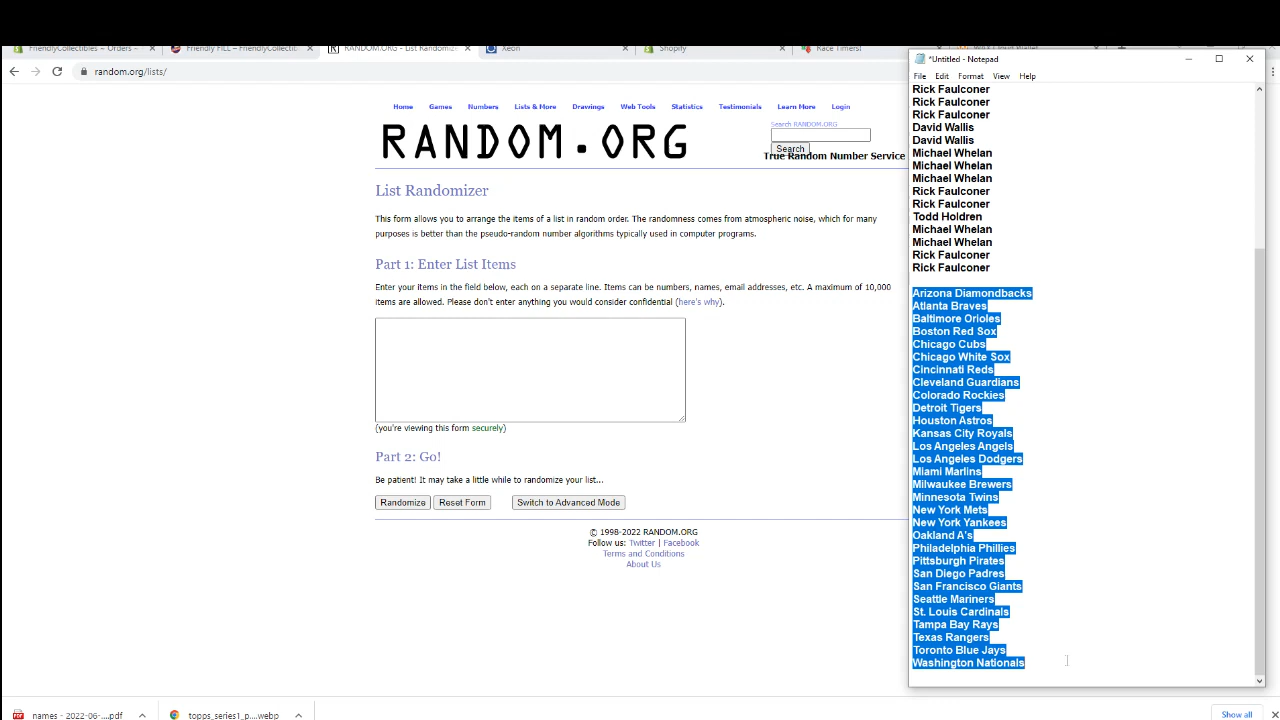 FriendlyCollectibles ~ Orders ~
Friendly FILL – FriendlyCollecti
RANDOM.ORG - List Randomizer
Xeon
Shopify
Race Timers!
random.org/lists/
*Untitled - Notepad
File Edit Format View Help
Home Games Numbers Lists & More Drawings Web Tools Statistics Testimonials Learn More Login
Search RANDOM.ORG
RANDOM.ORG
Search
True Random Number Service
List Randomizer
This form allows you to arrange the items of a list in random order. The randomness comes from atmospheric noise, which for many
purposes is better than the pseudo-random number algorithms typically used in computer programs.
Part 1: Enter List Items
Enter your items in the field below, each on a separate line. Items can be numbers, names, email addresses, etc. A maximum of 10,000
items are allowed. Please don't enter anything you would consider confidential (here's why).
(you're viewing this form securely)
Part 2: Go!
Be patient! It may take a little while to randomize your list...
Randomize Reset Form Switch to Advanced Mode
© 1998-2022 RANDOM.ORG
Follow us: Twitter | Facebook
Terms and Conditions
About Us
Rick Faulconer
Rick Faulconer
Rick Faulconer
David Wallis
David Wallis
Michael Whelan
Michael Whelan
Michael Whelan
Rick Faulconer
Rick Faulconer
Todd Holdren
Michael Whelan
Michael Whelan
Rick Faulconer
Rick Faulconer
Arizona Diamondbacks
Atlanta Braves
Baltimore Orioles
Boston Red Sox
Chicago Cubs
Chicago White Sox
Cincinnati Reds
Cleveland Guardians
Colorado Rockies
Detroit Tigers
Houston Astros
Kansas City Royals
Los Angeles Angels
Los Angeles Dodgers
Miami Marlins
Milwaukee Brewers
Minnesota Twins
New York Mets
New York Yankees
Oakland A's
Philadelphia Phillies
Pittsburgh Pirates
San Diego Padres
San Francisco Giants
Seattle Mariners
St. Louis Cardinals
Tampa Bay Rays
Texas Rangers
Toronto Blue Jays
Washington Nationals
names - 2022-06-....pdf
topps_series1_p....webp
Show all